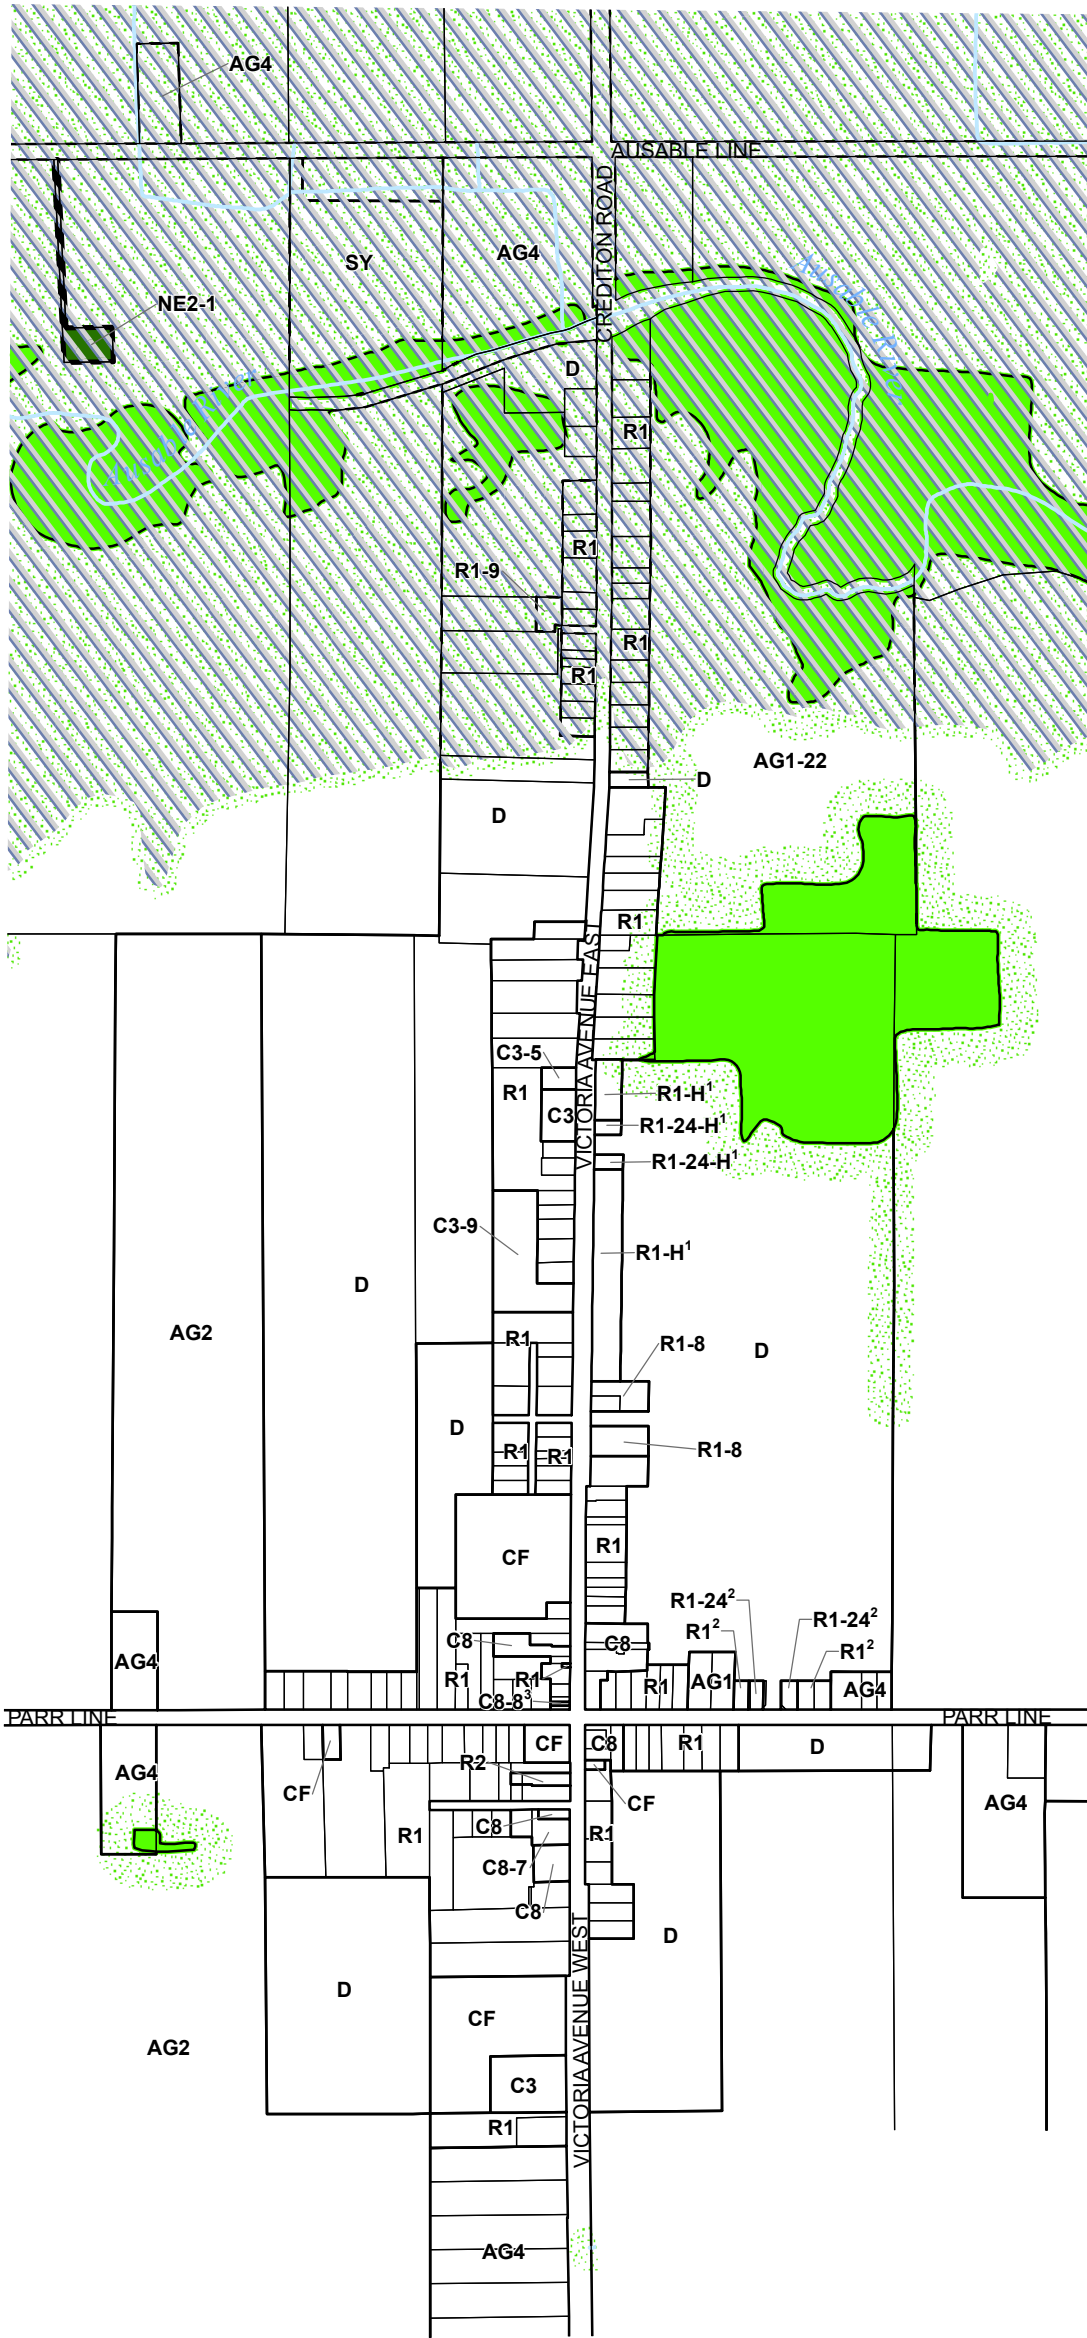 AG4
AUSABLE LINE
CREDITON ROAD
SY
AG4
NE2-1
Ausable River
D
Ausable River
R1
R1
R1-9
R1
R1
AG1-22
D
D
R1
VICTORIA AVENUE EAST
C3-5
R1
C3
R1-H¹
R1-24-H¹
R1-24-H¹
C3-9
R1-H¹
D
AG2
R1
R1-8
D
D
R1
R1
R1-8
CF
R1
R1-24²
R1-24²
R1²
R1²
C8
C8
AG4
R1
R1
R1
AG1
AG4
C8-8³
PARR LINE
PARR LINE
CF
C8
R1
D
R2
AG4
CF
CF
AG4
C8
R1
R1
C8-7
C8
VICTORIA AVENUE WEST
D
D
CF
AG2
C3
R1
AG4